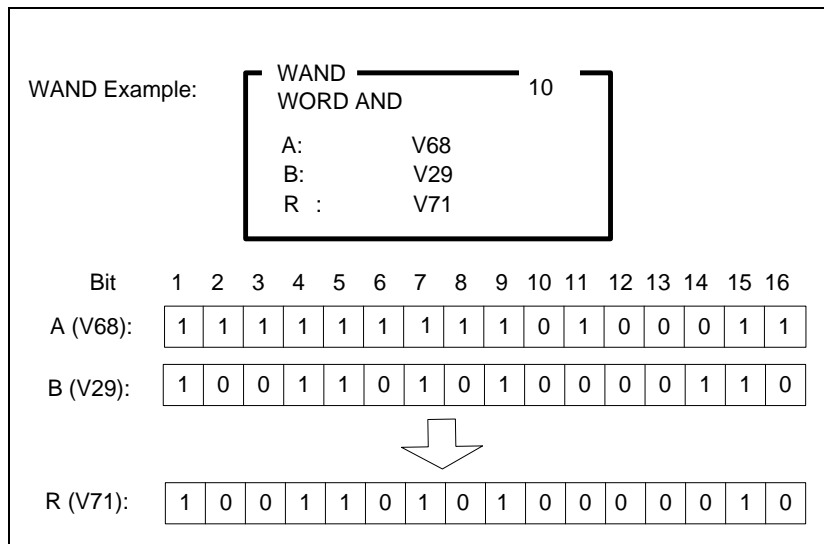 WAND Example:
WAND 10
WORD AND
A: V68
B: V29
R : V71
Bit 1 2 3 4 5 6 7 8 9 10 11 12 13 14 15 16
A (V68): 1 1 1 1 1 1 1 1 1 0 1 0 0 0 1 1
B (V29): 1 0 0 1 1 0 1 0 1 0 0 0 0 1 1 0
R (V71): 1 0 0 1 1 0 1 0 1 0 0 0 0 0 1 0